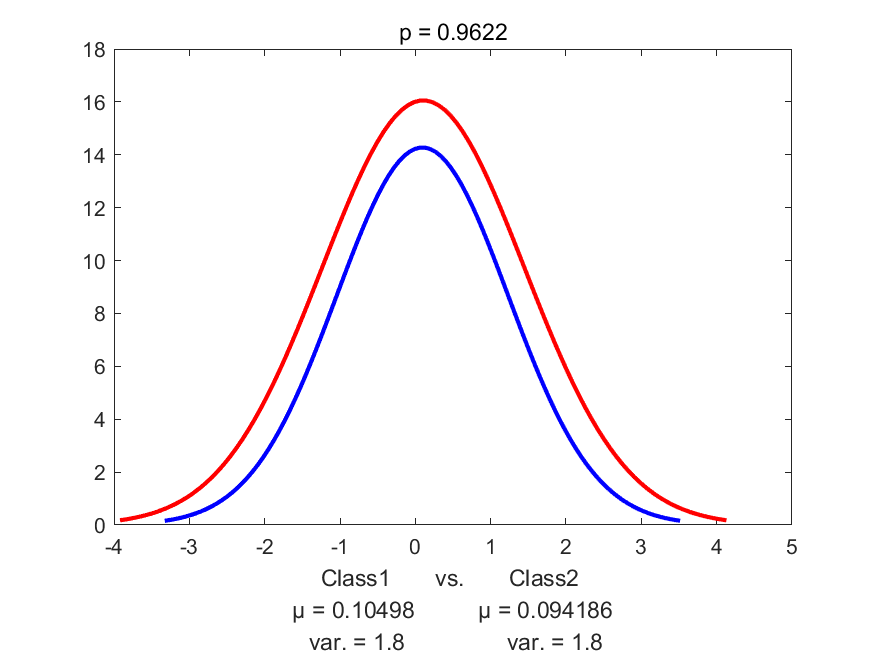 p = 0.9622
18
16
14
12
10
8
6
4
2
0
-4 -3 -2 -1 0 1 2 3 4 5
Class1 vs. Class2
μ = 0.10498 μ = 0.094186
var. = 1.8 var. = 1.8